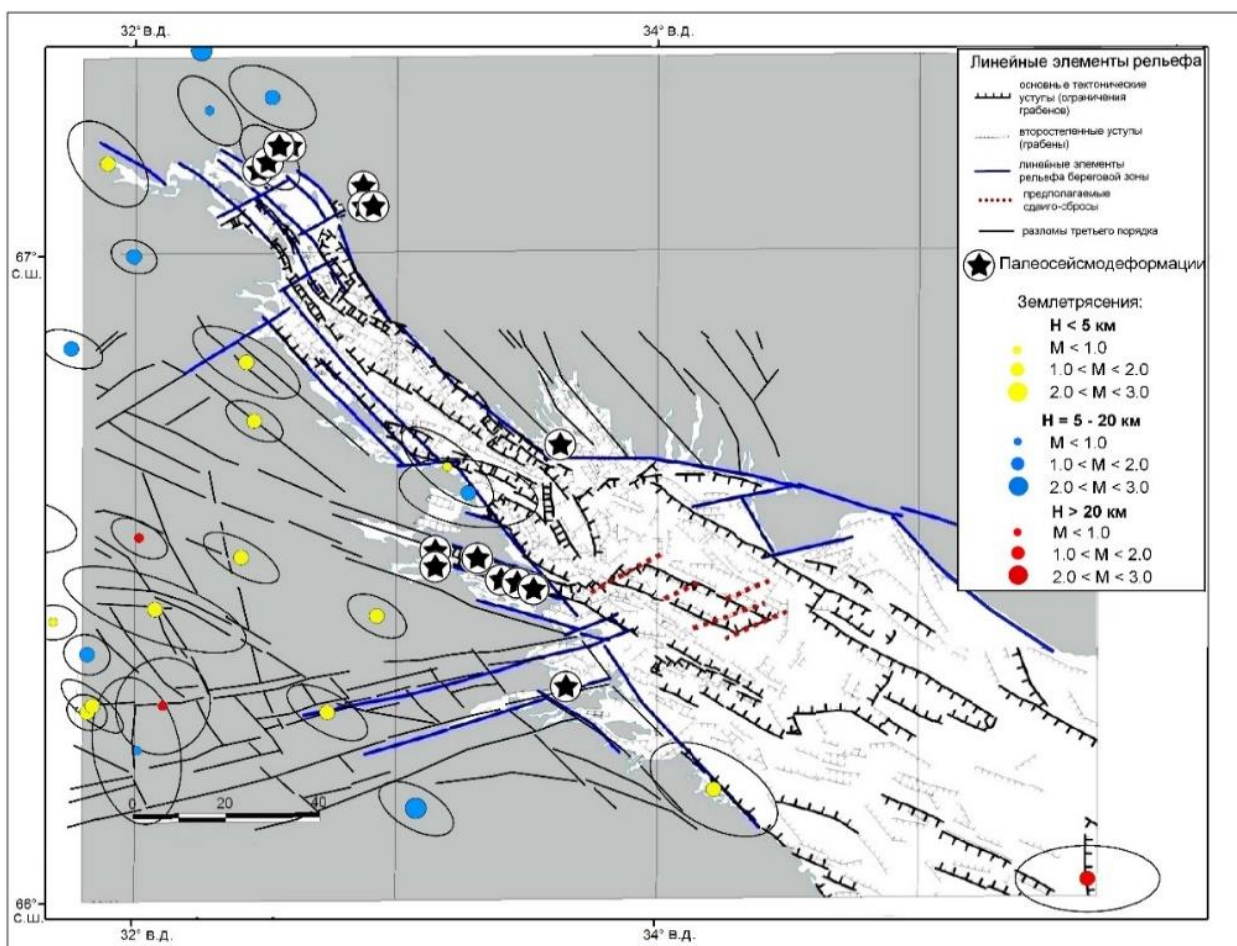 32° в.д.
34° в.д.
Линейные элементы рельефа
основные тектонические
уступы (ограничения
грабенов)
второстепенные уступы
(грабены)
линейные элементы
рельефа береговой зоны
предполагаемые
сдвиго-сбросы
разломы третьего порядка
Палеосейсмодеформации
Землетрясения:
H < 5 км
M < 1.0
1.0 < M < 2.0
2.0 < M < 3.0
H = 5 - 20 км
M < 1.0
1.0 < M < 2.0
2.0 < M < 3.0
H > 20 км
M < 1.0
1.0 < M < 2.0
2.0 < M < 3.0
67°
с.ш.
0 20 40
66°
с.ш.
32° в.д.
34° в.д.